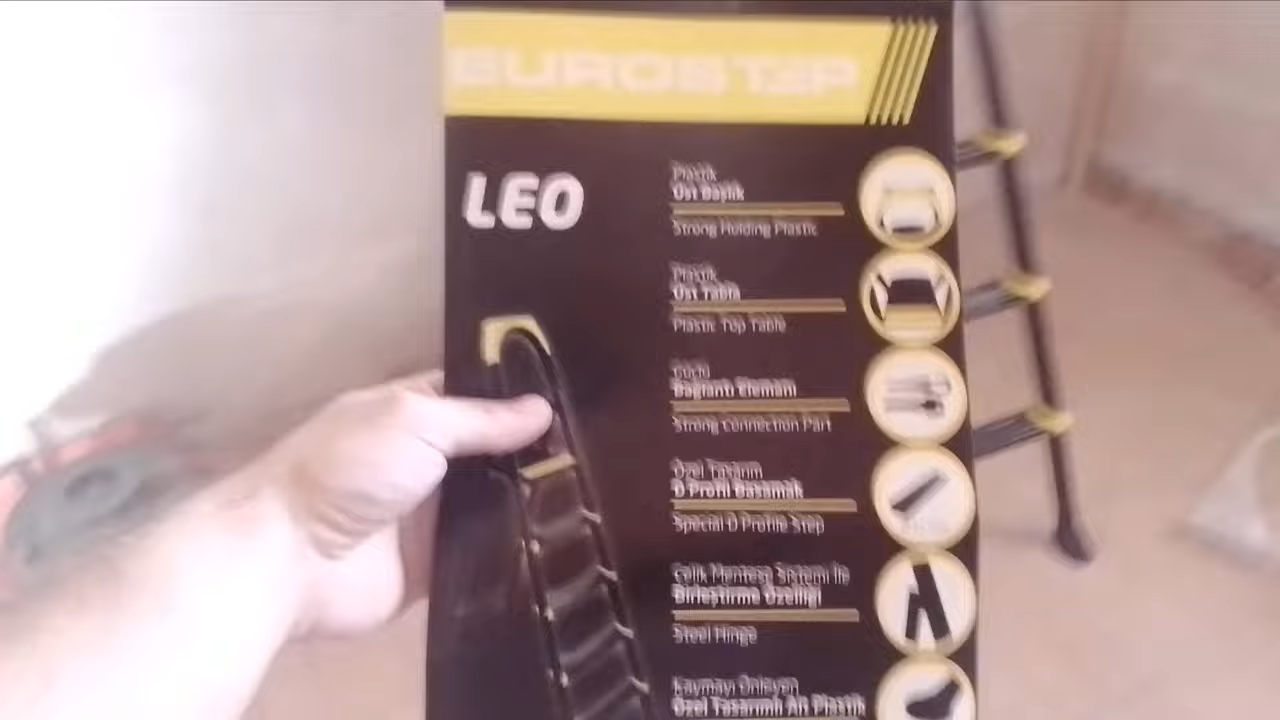 EUROSTEP
LEO
Plastik
Üst Başlık
Strong Holding Plastic
Plastik
Üst Tabla
Plastic Top Table
Güçlü
Bağlantı Elemanı
Strong Connection Part
Özel Tasarım
D Profil Basamak
Special D Profile Step
Çelik Menteşe Sistemi İle
Birleştirme Özelliği
Steel Hinge
Kaymayı Önleyen
Özel Tasarımlı Art Plastik